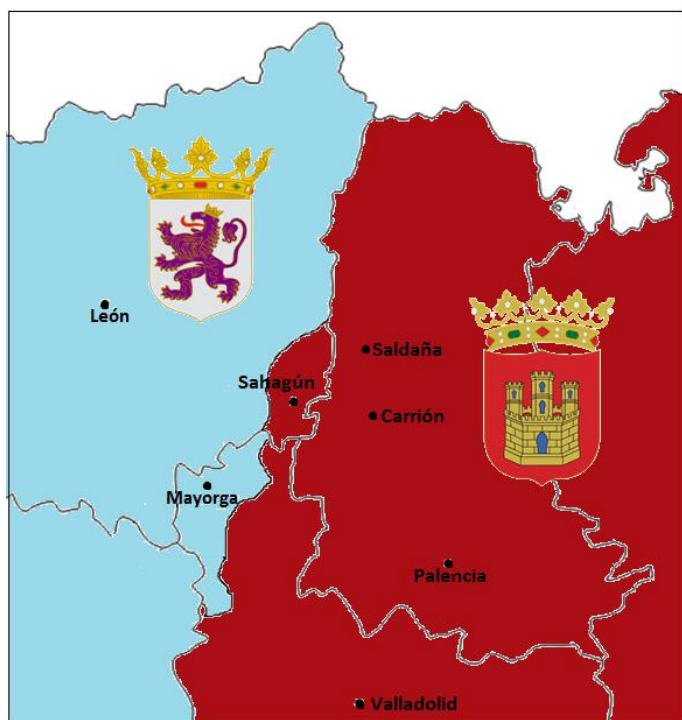 León
Saldaña
Sahagún
Carrión
Mayorga
Palencia
Valladolid